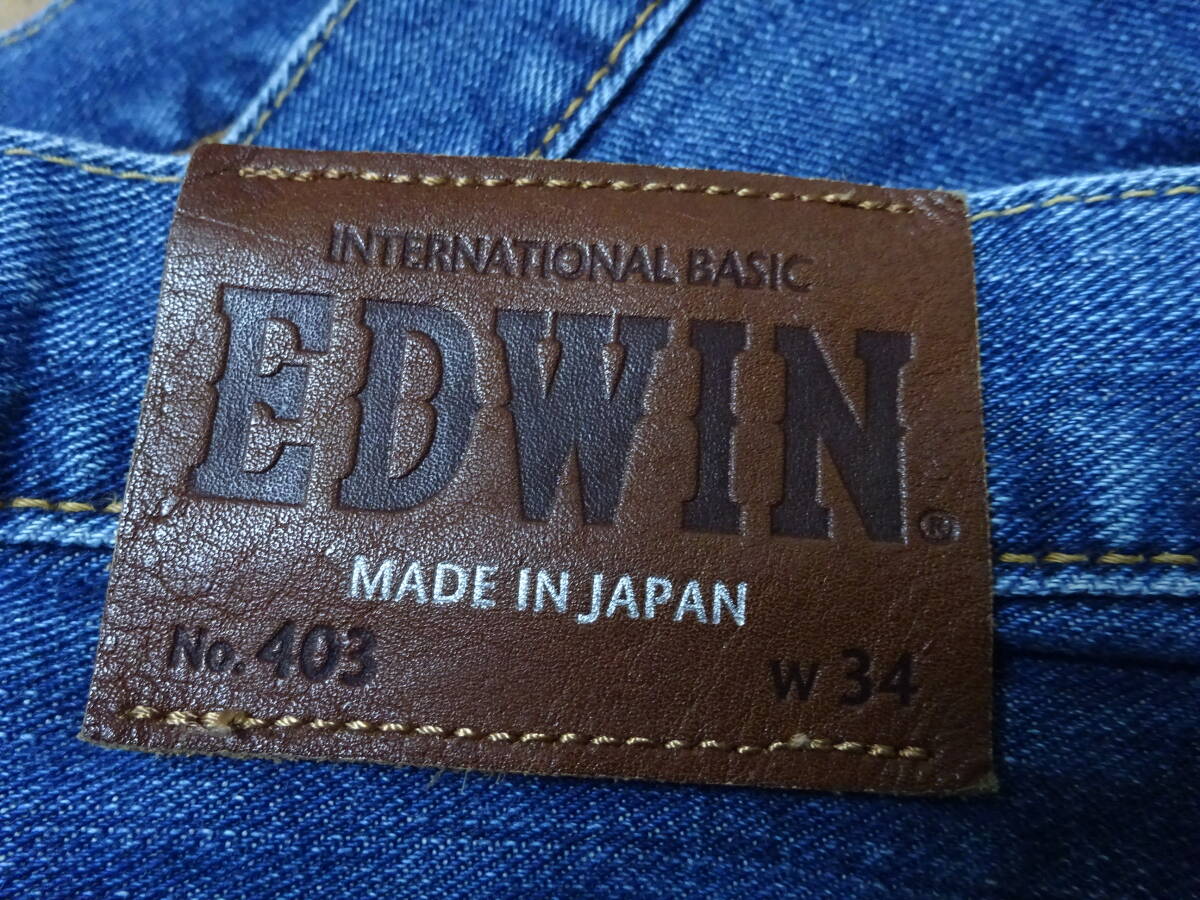 INTERNATIONAL BASIC
EDWIN®
MADE IN JAPAN
No. 403 W 34